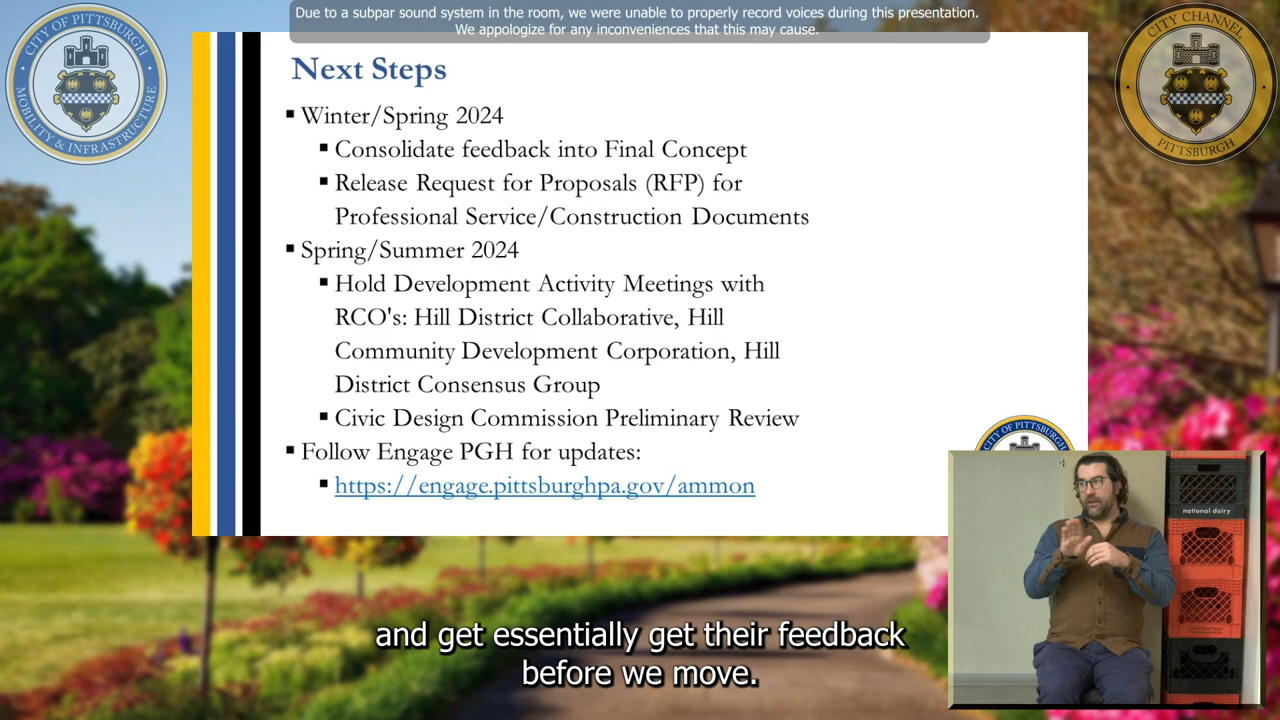 Due to a subpar sound system in the room, we were unable to properly record voices during this presentation.
We appologize for any inconveniences that this may cause.
CITY OF PITTSBURGH
MOBILITY & INFRASTRUCTURE
CITY CHANNEL
PITTSBURGH
Next Steps
▪ Winter/Spring 2024
▪ Consolidate feedback into Final Concept
▪ Release Request for Proposals (RFP) for
Professional Service/Construction Documents
▪ Spring/Summer 2024
▪ Hold Development Activity Meetings with
RCO's: Hill District Collaborative, Hill
Community Development Corporation, Hill
District Consensus Group
▪ Civic Design Commission Preliminary Review
▪ Follow Engage PGH for updates:
▪ https://engage.pittsburghpa.gov/ammon
CITY OF PITTSBURGH
national dairy
and get essentially get their feedback
before we move.